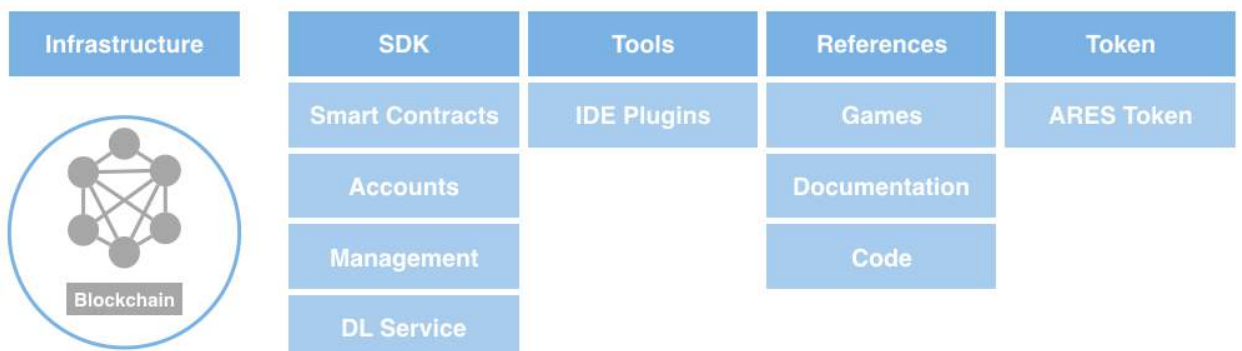 Infrastructure
SDK
Tools
References
Token
Smart Contracts
IDE Plugins
Games
ARES Token
Accounts
Documentation
Management
Code
Blockchain
DL Service